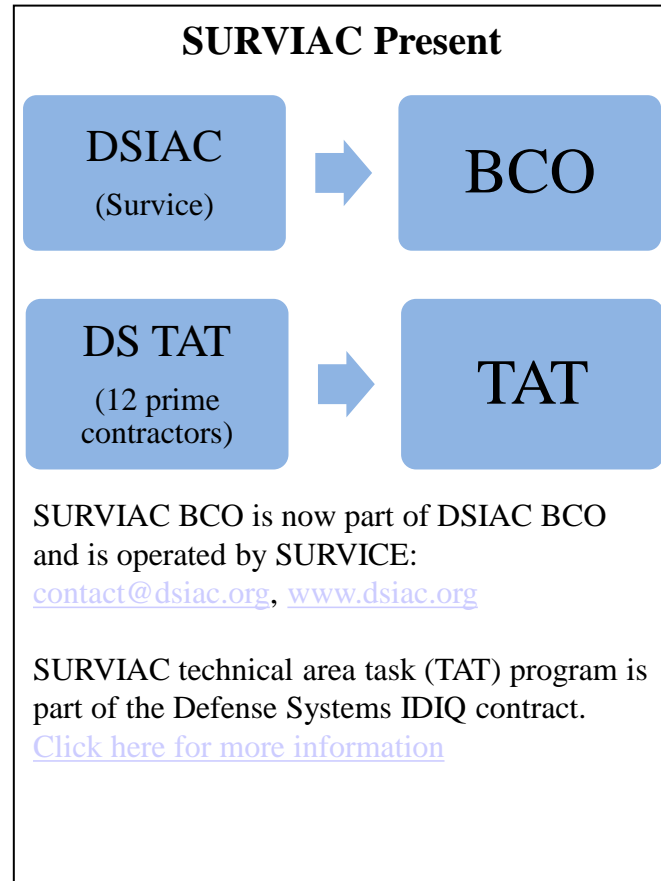 SURVIAC Present
DSIAC
(Survice)
BCO
DS TAT
(12 prime
contractors)
TAT
SURVIAC BCO is now part of DSIAC BCO
and is operated by SURVICE:
contact@dsiac.org, www.dsiac.org
SURVIAC technical area task (TAT) program is
part of the Defense Systems IDIQ contract.
Click here for more information